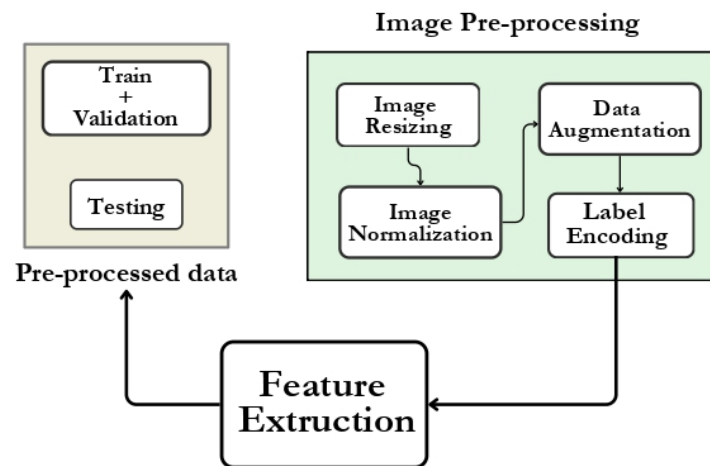 Image Pre-processing
Train
+
Validation
Testing
Pre-processed data
Image
Resizing
Image
Normalization
Data
Augmentation
Label
Encoding
Feature
Extruction